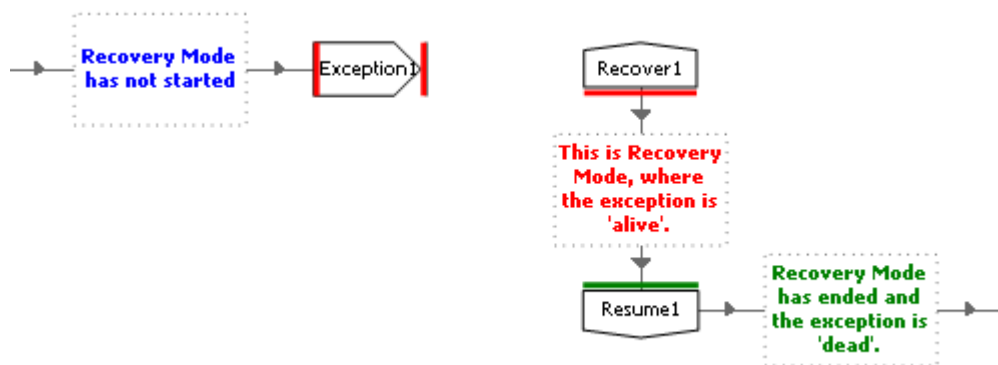 Recovery Mode
has not started
Exception1
Recover1
This is Recovery
Mode, where
the exception is
'alive'.
Resume1
Recovery Mode
has ended and
the exception is
'dead'.